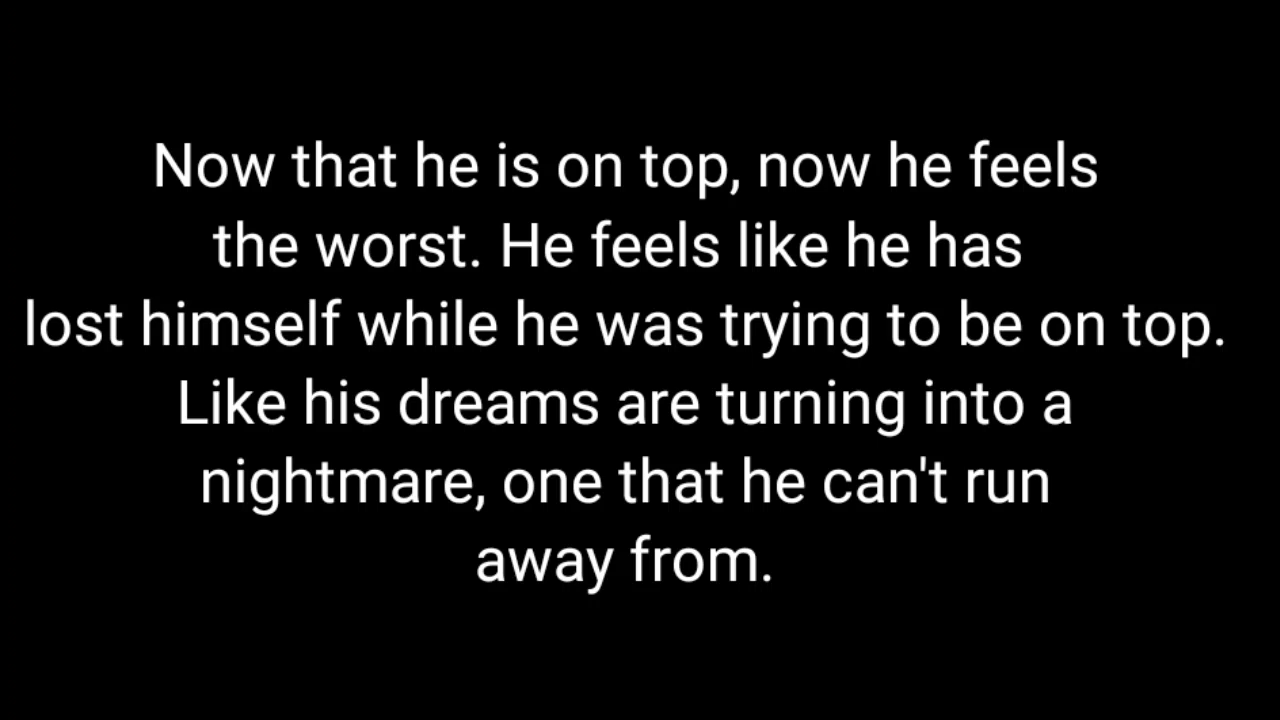 Now that he is on top, now he feels
the worst. He feels like he has
lost himself while he was trying to be on top.
Like his dreams are turning into a
nightmare, one that he can't run
away from.